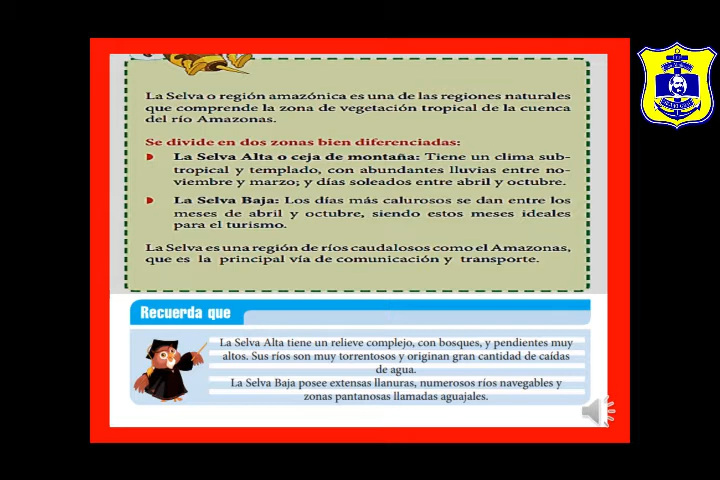 La Selva o región amazónica es una de las regiones naturales
que comprende la zona de vegetación tropical de la cuenca
del río Amazonas.
Se divide en dos zonas bien diferenciadas:
La Selva Alta o ceja de montaña: Tiene un clima sub-
tropical y templado, con abundantes lluvias entre no-
viembre y marzo; y días soleados entre abril y octubre.
La Selva Baja: Los días más calurosos se dan entre los
meses de abril y octubre, siendo estos meses ideales
para el turismo.
La Selva es una región de ríos caudalosos como el Amazonas,
que es la principal vía de comunicación y transporte.
Recuerda que
La Selva Alta tiene un relieve complejo, con bosques, y pendientes muy
altos. Sus ríos son muy torrentosos y originan gran cantidad de caídas
de agua.
La Selva Baja posee extensas llanuras, numerosos ríos navegables y
zonas pantanosas llamadas aguajales.